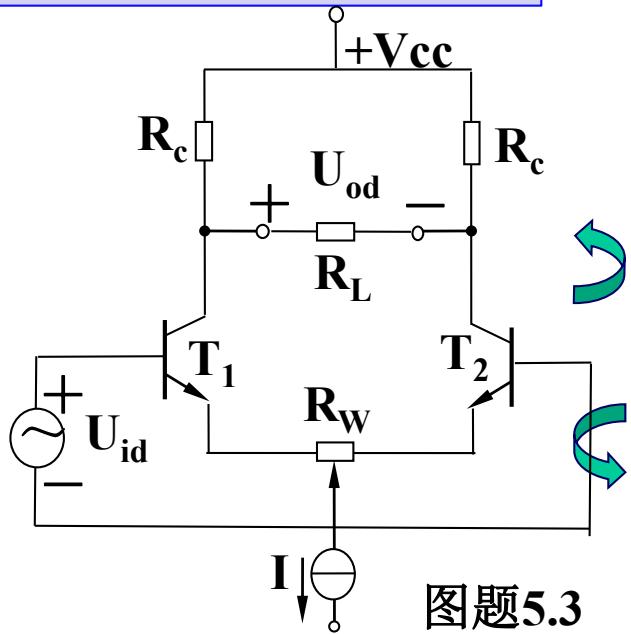 +Vcc
Rc
Rc
Uod
+
−
RL
T1
T2
RW
+
Uid
−
I
图题5.3